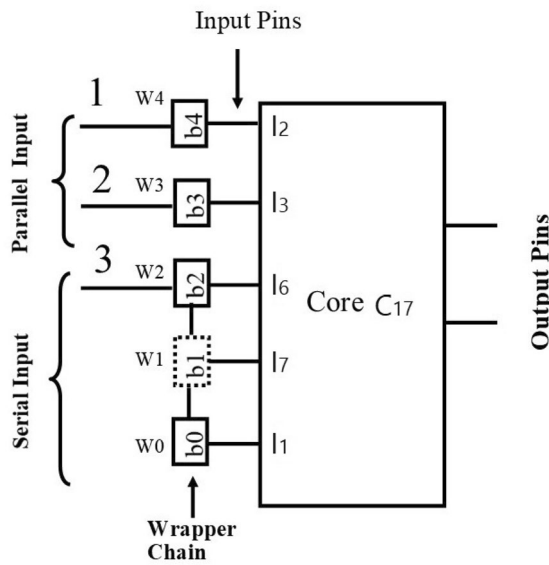 Input Pins
1
W4
b4
I2
Parallel Input
2
W3
b3
I3
3
W2
b2
I6
Core C17
Output Pins
Serial Input
W1
b1
I7
W0
b0
I1
Wrapper
Chain